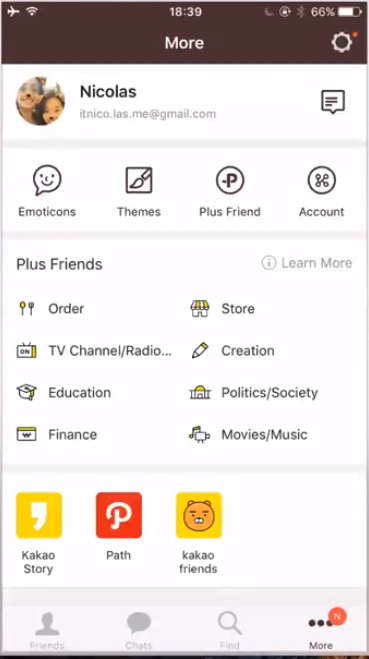 18:39
66%
More
Nicolas
itnico.las.me@gmail.com
Emoticons
Themes
Plus Friend
Account
Plus Friends
Learn More
Order
Store
TV Channel/Radio...
Creation
Education
Politics/Society
Finance
Movies/Music
Kakao
Story
Path
kakao
friends
N
Friends
Chats
Find
More